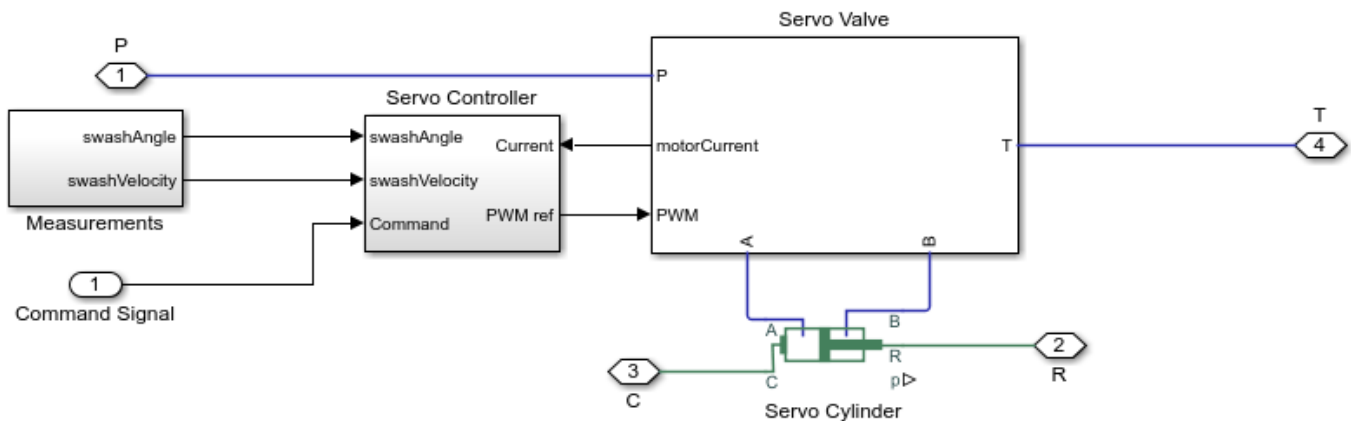 Servo Valve
P
1
P
Servo Controller
T
swashAngle
swashAngle
Current
motorCurrent
T
4
swashVelocity
swashVelocity
PWM ref
PWM
Measurements
Command
A
B
1
Command Signal
A
B
3
C
C
R
p
2
R
Servo Cylinder